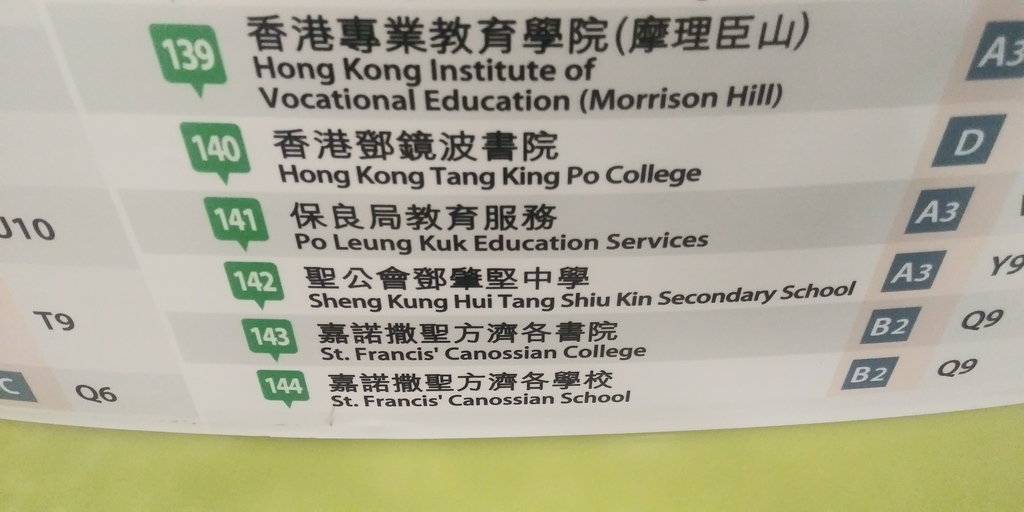 139 香港專業教育學院(摩理臣山) A3
Hong Kong Institute of
Vocational Education (Morrison Hill)
140 香港鄧鏡波書院 D
Hong Kong Tang King Po College
J10 141 保良局教育服務 A3
Po Leung Kuk Education Services
142 聖公會鄧肇堅中學 A3 Y9
Sheng Kung Hui Tang Shiu Kin Secondary School
T9 143 嘉諾撒聖方濟各書院 B2 Q9
St. Francis' Canossian College
C Q6 144 嘉諾撒聖方濟各學校 B2 Q9
St. Francis' Canossian School